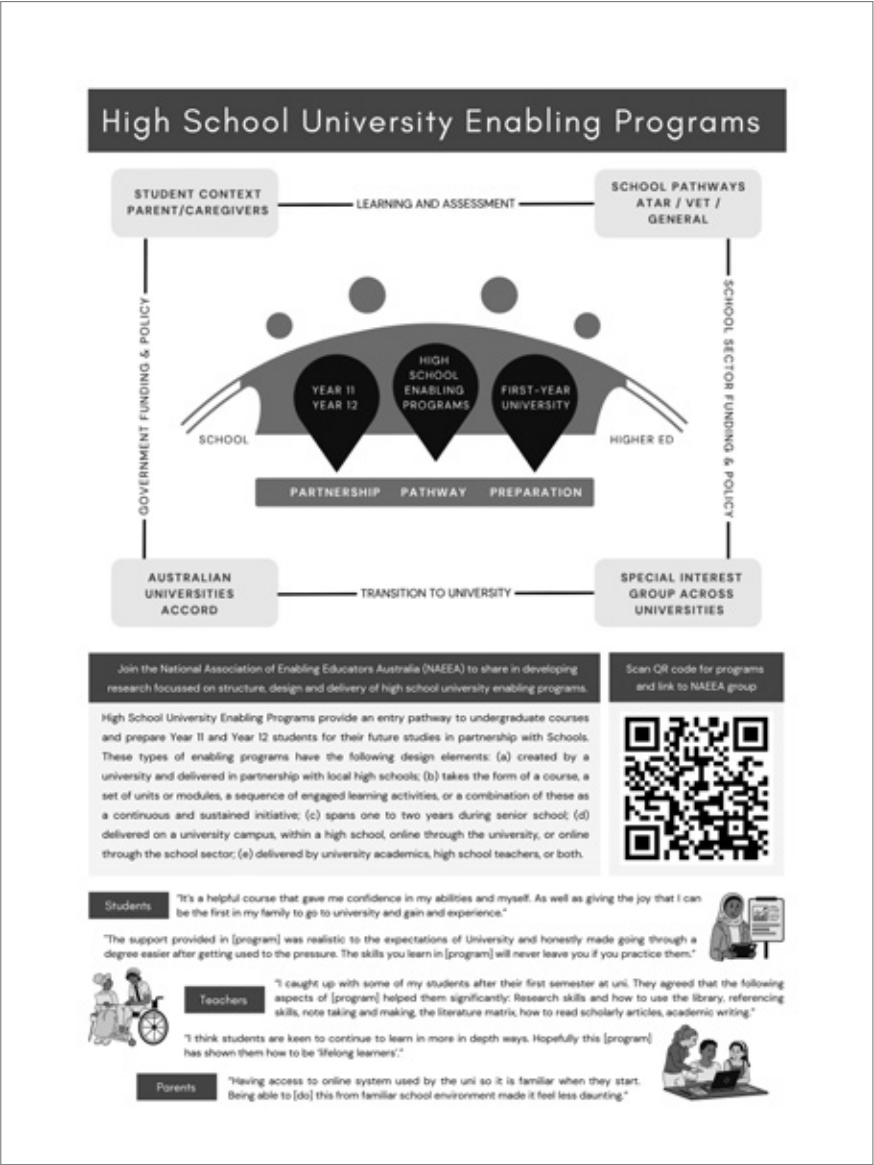 High School University Enabling Programs
STUDENT CONTEXT
PARENT/CAREGIVERS
LEARNING AND ASSESSMENT
SCHOOL PATHWAYS
ATAR / VET /
GENERAL
GOVERNMENT FUNDING & POLICY
SCHOOL SECTOR FUNDING & POLICY
YEAR 11
YEAR 12
HIGH
SCHOOL
ENABLING
PROGRAMS
FIRST-YEAR
UNIVERSITY
SCHOOL
HIGHER ED
PARTNERSHIP PATHWAY PREPARATION
AUSTRALIAN
UNIVERSITIES
ACCORD
TRANSITION TO UNIVERSITY
SPECIAL INTEREST
GROUP ACROSS
UNIVERSITIES
Join the National Association of Enabling Educators Australia (NAEEA) to share in developing
research focussed on structure, design and delivery of high school university enabling programs.
Scan QR code for programs
and link to NAEEA group
High School University Enabling Programs provide an entry pathway to undergraduate courses
and prepare Year 11 and Year 12 students for their future studies in partnership with Schools.
These types of enabling programs have the following design elements: (a) created by a
university and delivered in partnership with local high schools; (b) takes the form of a course, a
set of units or modules, a sequence of engaged learning activities, or a combination of these as
a continuous and sustained initiative; (c) spans one to two years during senior school; (d)
delivered on a university campus, within a high school, online through the university, or online
through the school sector; (e) delivered by university academics, high school teachers, or both.
Students
"It's a helpful course that gave me confidence in my abilities and myself. As well as giving the joy that I can
be the first in my family to go to university and gain and experience."
"The support provided in [program] was realistic to the expectations of University and honestly made going through a
degree easier after getting used to the pressure. The skills you learn in [program] will never leave you if you practice them."
Teachers
"I caught up with some of my students after their first semester at uni. They agreed that the following
aspects of [program] helped them significantly: Research skills and how to use the library, referencing
skills, note taking and making, the literature matrix, how to read scholarly articles, academic writing."
"I think students are keen to continue to learn in more in depth ways. Hopefully this [program]
has shown them how to be 'lifelong learners'."
Parents
"Having access to online system used by the uni so it is familiar when they start.
Being able to [do] this from familiar school environment made it feel less daunting."